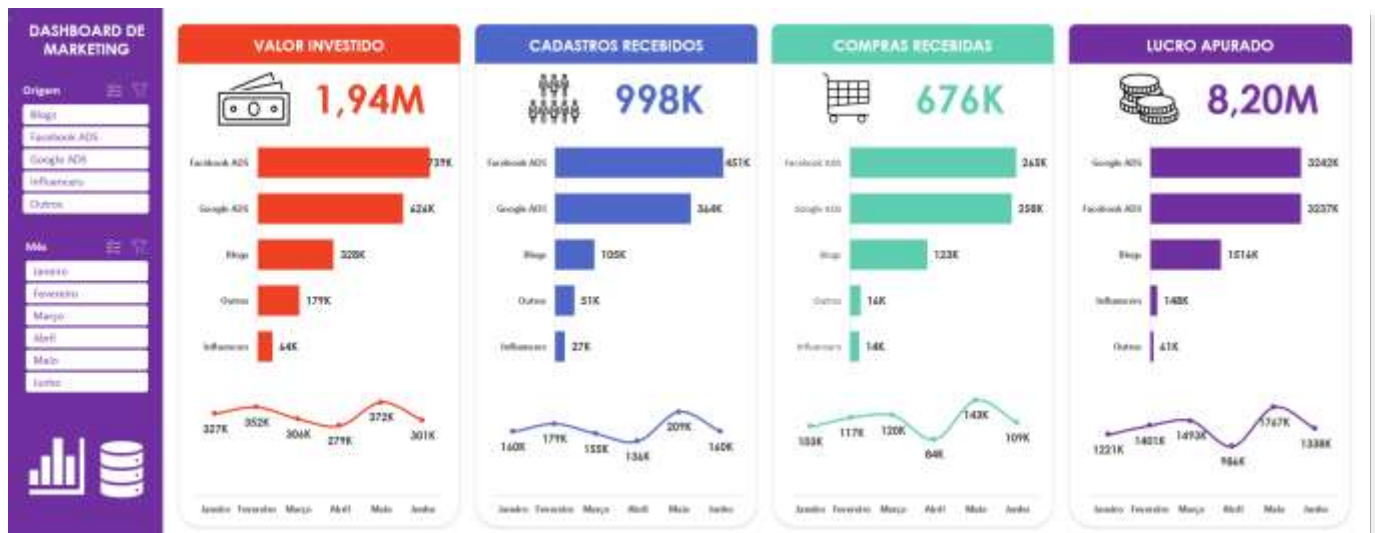 DASHBOARD DE
MARKETING
Origem
Blogs
Facebook ADS
Google ADS
Influencers
Outros
Mês
Janeiro
Fevereiro
Março
Abril
Maio
Junho
VALOR INVESTIDO
1,94M
Facebook ADS 739K
Google ADS 626K
Blogs 328K
Outros 179K
Influencers 64K
327K 352K 306K 279K 372K 301K
Janeiro Fevereiro Março Abril Maio Junho
CADASTROS RECEBIDOS
998K
Facebook ADS 451K
Google ADS 364K
Blogs 105K
Outros 51K
Influencers 27K
160K 179K 155K 136K 209K 160K
Janeiro Fevereiro Março Abril Maio Junho
COMPRAS RECEBIDAS
676K
Facebook ADS 265K
Google ADS 258K
Blogs 123K
Outros 16K
Influencers 14K
103K 117K 120K 84K 143K 109K
Janeiro Fevereiro Março Abril Maio Junho
LUCRO APURADO
8,20M
Google ADS 3242K
Facebook ADS 3237K
Blogs 1516K
Influencers 148K
Outros 61K
1221K 1401K 1493K 986K 1767K 1338K
Janeiro Fevereiro Março Abril Maio Junho